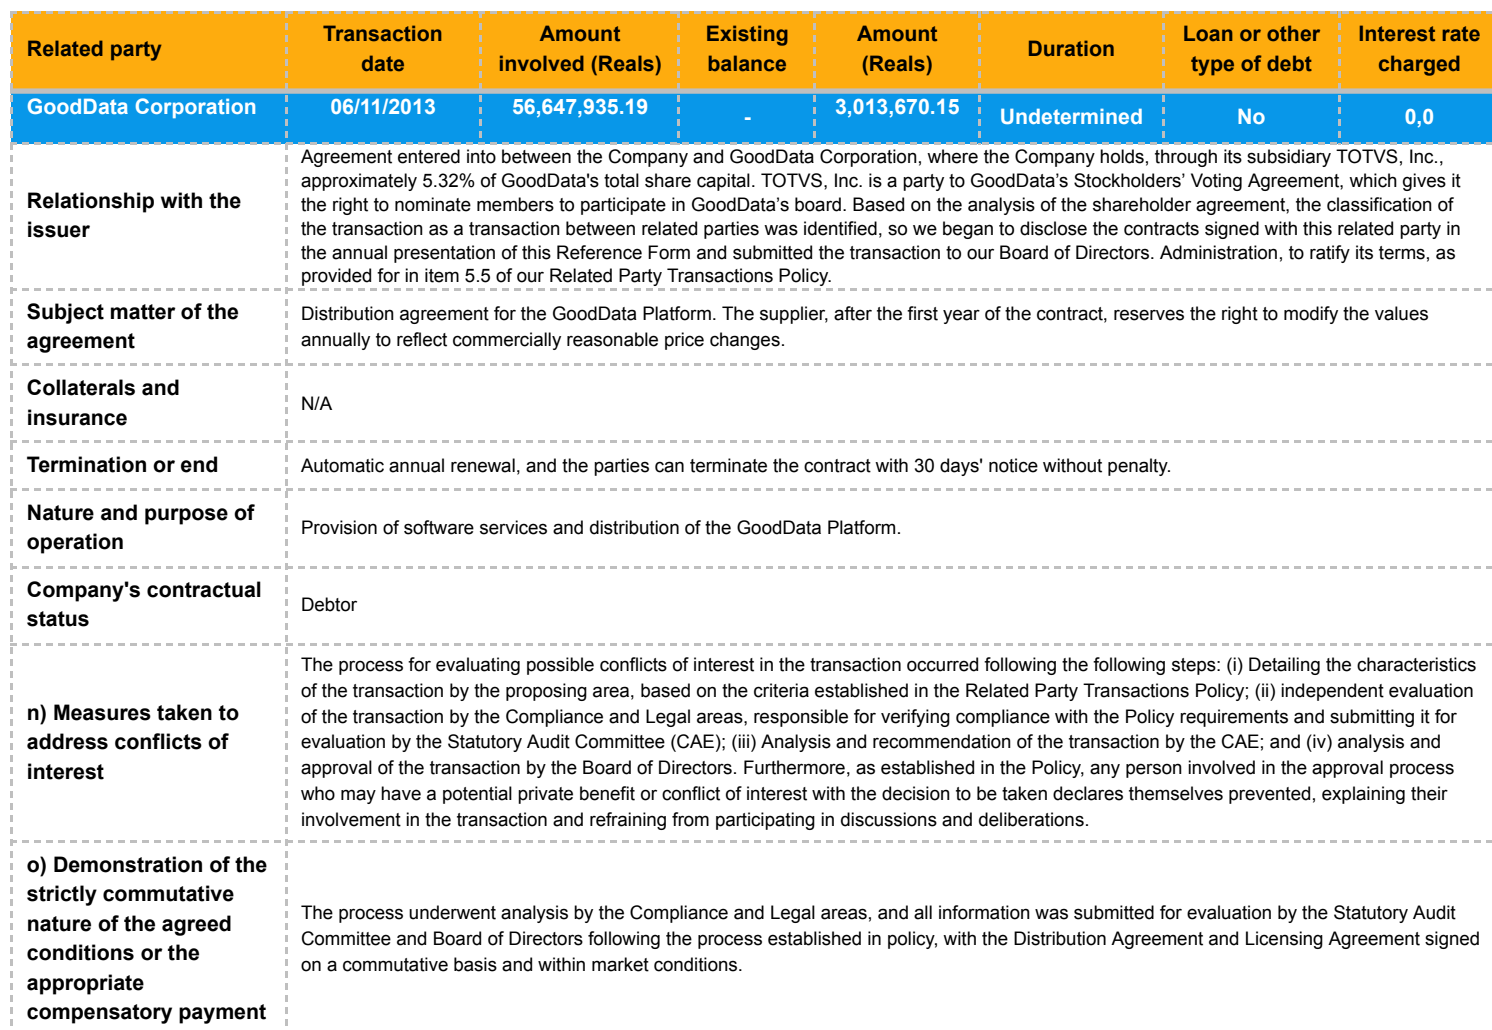 Related party
Transaction
date
Amount
involved (Reals)
Existing
balance
Amount
(Reals)
Duration
Loan or other
type of debt
Interest rate
charged
GoodData Corporation
06/11/2013
56,647,935.19
-
3,013,670.15
Undetermined
No
0,0
Relationship with the
issuer
Agreement entered into between the Company and GoodData Corporation, where the Company holds, through its subsidiary TOTVS, Inc.,
approximately 5.32% of GoodData's total share capital. TOTVS, Inc. is a party to GoodData’s Stockholders’ Voting Agreement, which gives it
the right to nominate members to participate in GoodData’s board. Based on the analysis of the shareholder agreement, the classification of
the transaction as a transaction between related parties was identified, so we began to disclose the contracts signed with this related party in
the annual presentation of this Reference Form and submitted the transaction to our Board of Directors. Administration, to ratify its terms, as
provided for in item 5.5 of our Related Party Transactions Policy.
Subject matter of the
agreement
Distribution agreement for the GoodData Platform. The supplier, after the first year of the contract, reserves the right to modify the values
annually to reflect commercially reasonable price changes.
Collaterals and
insurance
N/A
Termination or end
Automatic annual renewal, and the parties can terminate the contract with 30 days' notice without penalty.
Nature and purpose of
operation
Provision of software services and distribution of the GoodData Platform.
Company's contractual
status
Debtor
n) Measures taken to
address conflicts of
interest
The process for evaluating possible conflicts of interest in the transaction occurred following the following steps: (i) Detailing the characteristics
of the transaction by the proposing area, based on the criteria established in the Related Party Transactions Policy; (ii) independent evaluation
of the transaction by the Compliance and Legal areas, responsible for verifying compliance with the Policy requirements and submitting it for
evaluation by the Statutory Audit Committee (CAE); (iii) Analysis and recommendation of the transaction by the CAE; and (iv) analysis and
approval of the transaction by the Board of Directors. Furthermore, as established in the Policy, any person involved in the approval process
who may have a potential private benefit or conflict of interest with the decision to be taken declares themselves prevented, explaining their
involvement in the transaction and refraining from participating in discussions and deliberations.
o) Demonstration of the
strictly commutative
nature of the agreed
conditions or the
appropriate
compensatory payment
The process underwent analysis by the Compliance and Legal areas, and all information was submitted for evaluation by the Statutory Audit
Committee and Board of Directors following the process established in policy, with the Distribution Agreement and Licensing Agreement signed
on a commutative basis and within market conditions.